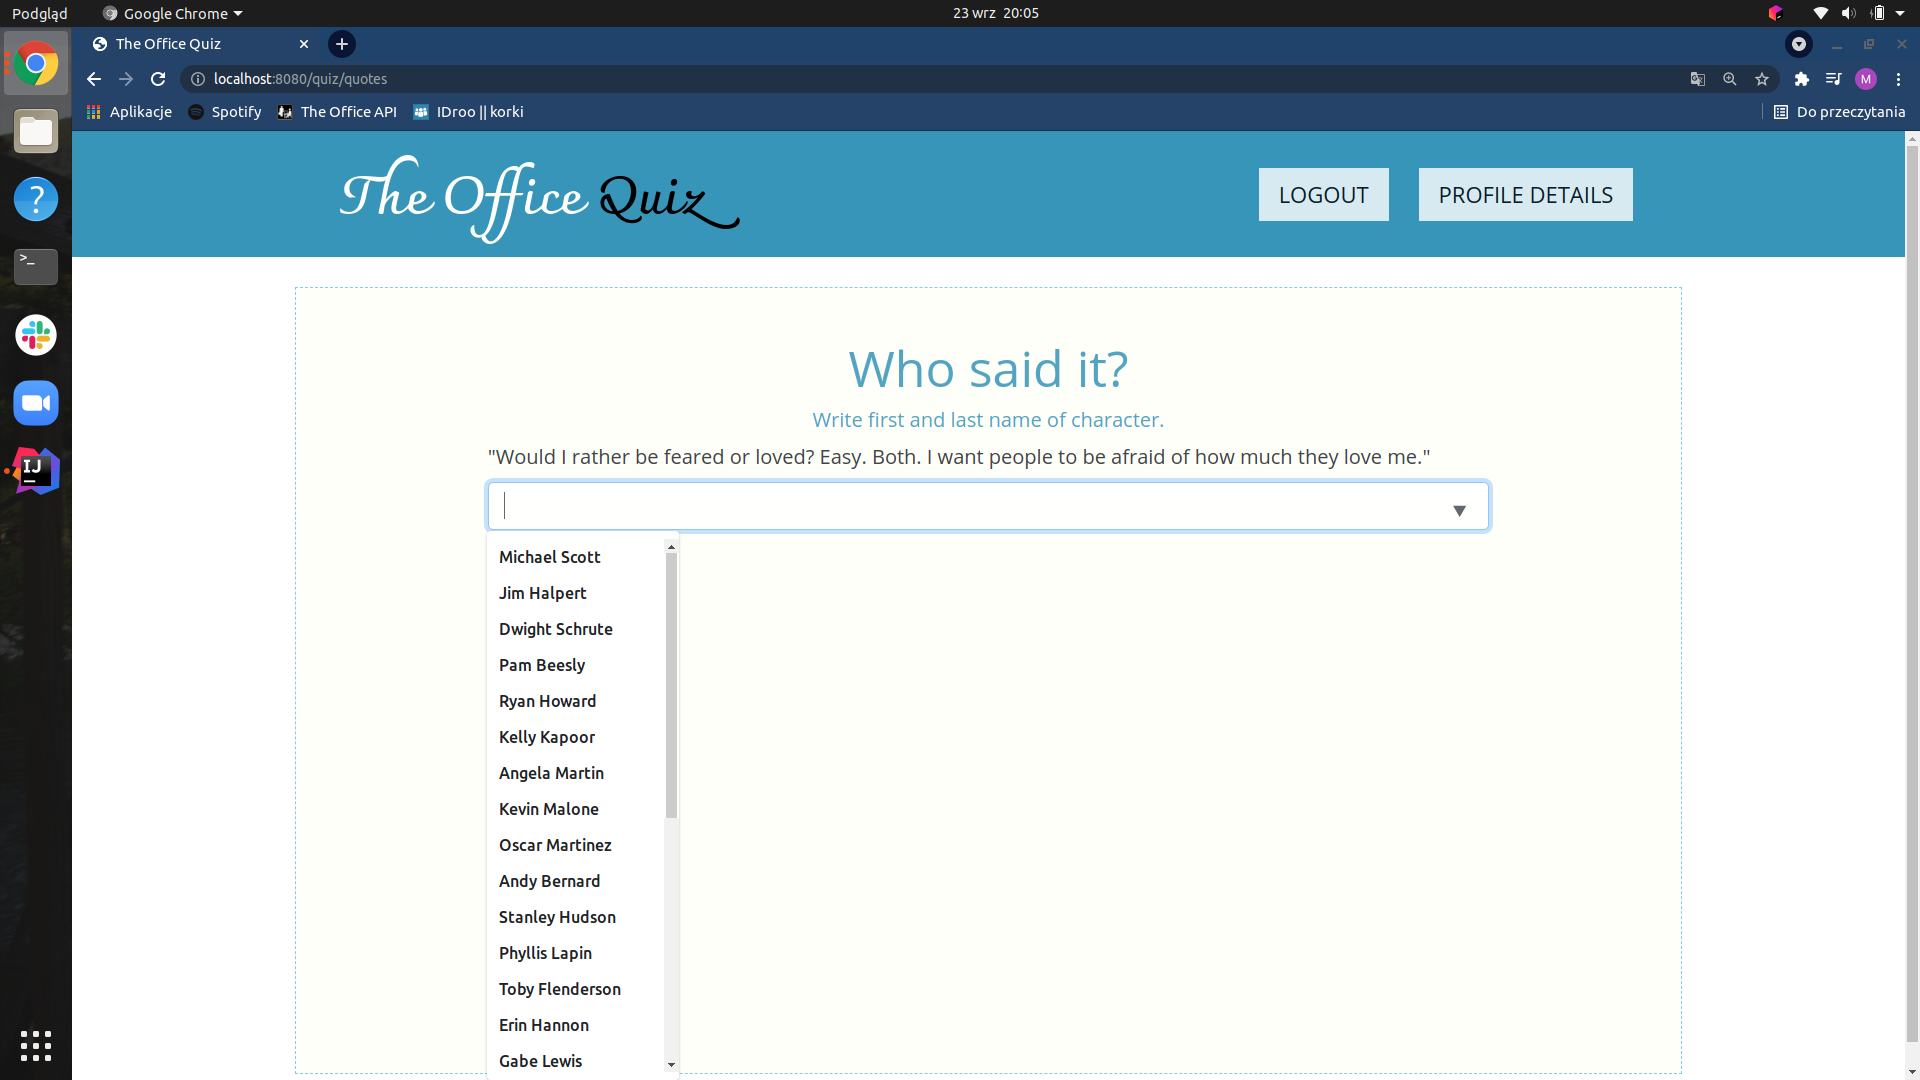 Podgląd
Google Chrome
23 wrz 20:05
The Office Quiz
localhost:8080/quiz/quotes
M
Aplikacje
Spotify
The Office API
IDroo || korki
Do przeczytania
The Office Quiz
LOGOUT
PROFILE DETAILS
Who said it?
Write first and last name of character.
"Would I rather be feared or loved? Easy. Both. I want people to be afraid of how much they love me."
Michael Scott
Jim Halpert
Dwight Schrute
Pam Beesly
Ryan Howard
Kelly Kapoor
Angela Martin
Kevin Malone
Oscar Martinez
Andy Bernard
Stanley Hudson
Phyllis Lapin
Toby Flenderson
Erin Hannon
Gabe Lewis
IJ